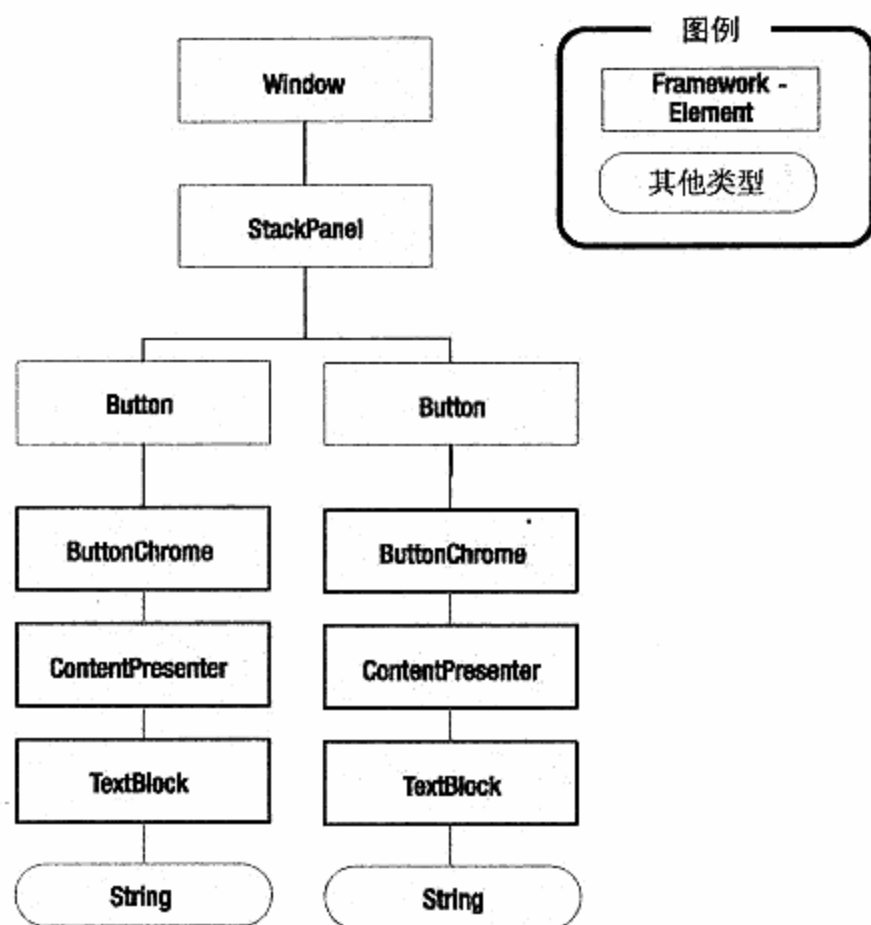 Window
图例
Framework -
Element
其他类型
StackPanel
Button
Button
ButtonChrome
ButtonChrome
ContentPresenter
ContentPresenter
TextBlock
TextBlock
String
String